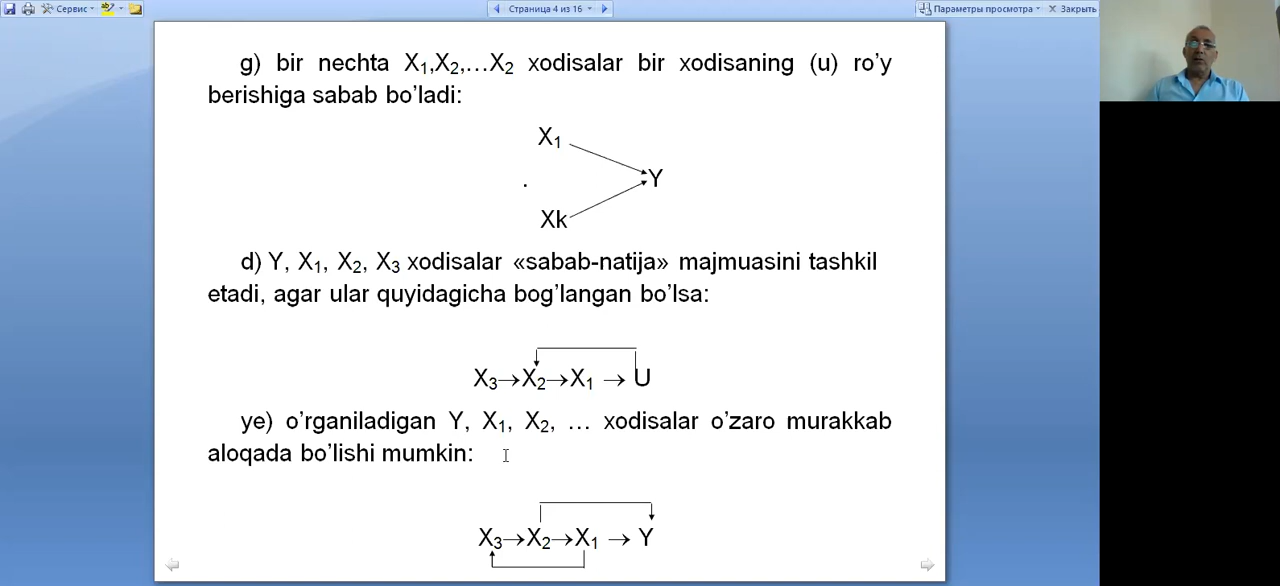 Сервис
Страница 4 из 16
Параметры просмотра
Закрыть
g) bir nechta X₁,X₂,…X₂ xodisalar bir xodisaning (u) ro’y
berishiga sabab bo’ladi:
X₁
. Y
Xk
d) Y, X₁, X₂, X₃ xodisalar «sabab-natija» majmuasini tashkil
etadi, agar ular quyidagicha bog’langan bo’lsa:
X₃→X₂→X₁ → U
ye) o’rganiladigan Y, X₁, X₂, … xodisalar o’zaro murakkab
aloqada bo’lishi mumkin:
X₃→X₂→X₁ → Y